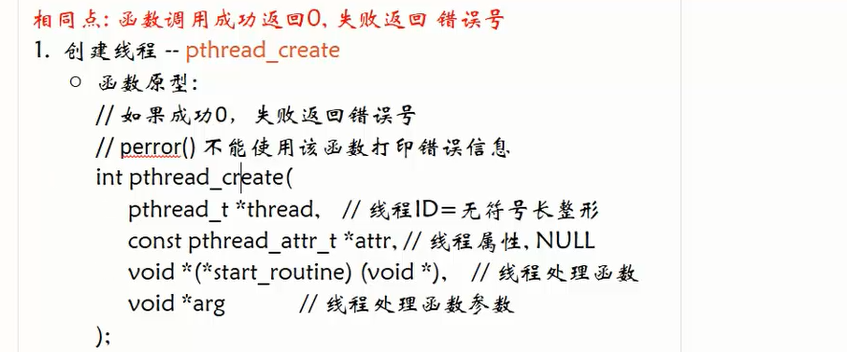 相同点: 函数调用成功返回0, 失败返回 错误号
1. 创建线程 -- pthread_create
○ 函数原型:
// 如果成功0, 失败返回错误号
// perror() 不能使用该函数打印错误信息
int pthread_create(
pthread_t *thread, // 线程ID=无符号长整形
const pthread_attr_t *attr, // 线程属性, NULL
void *(*start_routine) (void *), // 线程处理函数
void *arg // 线程处理函数参数
);